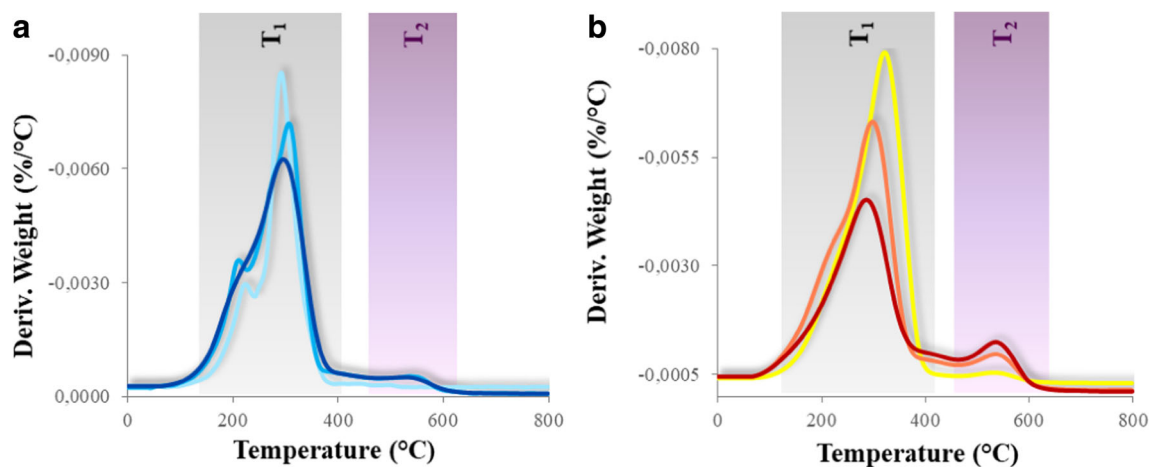 a
T1
T2
Deriv. Weight (%/°C)
-0,0090
-0,0060
-0,0030
0,0000
0
200
400
600
800
Temperature (°C)
b
T1
T2
Deriv. Weight (%/°C)
-0,0080
-0,0055
-0,0030
-0,0005
0
200
400
600
800
Temperature (°C)